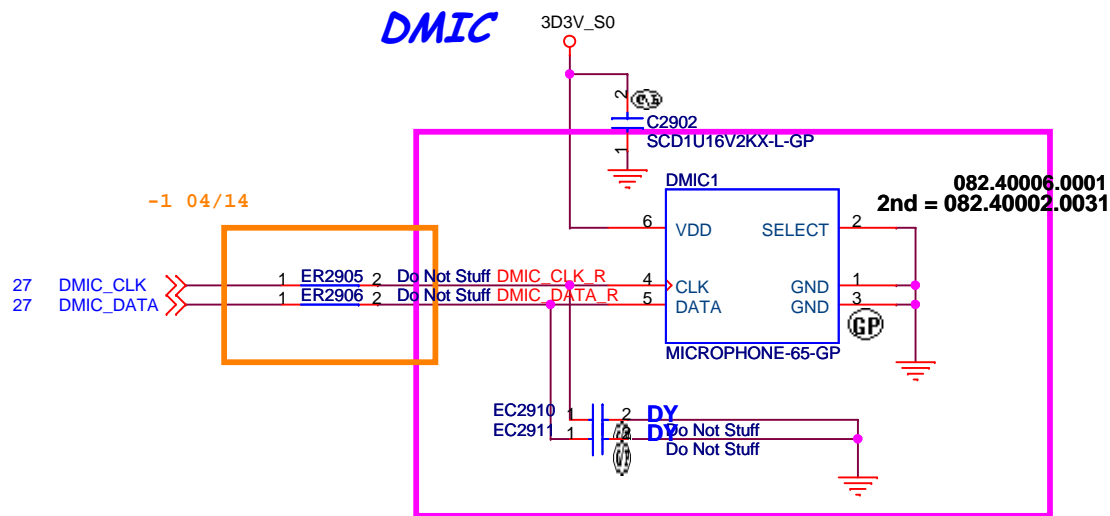 DMIC
3D3V_S0
2
C2902
SCD1U16V2KX-L-GP
1
DMIC1
082.40006.0001
2nd = 082.40002.0031
-1 04/14
6 VDD SELECT 2
27 DMIC_CLK 1 ER2905 2 Do Not Stuff DMIC_CLK_R 4 CLK GND 1
27 DMIC_DATA 1 ER2906 2 Do Not Stuff DMIC_DATA_R 5 DATA GND 3
GP
MICROPHONE-65-GP
EC2910 1 2 DY
Do Not Stuff
EC2911 1 DY
Do Not Stuff